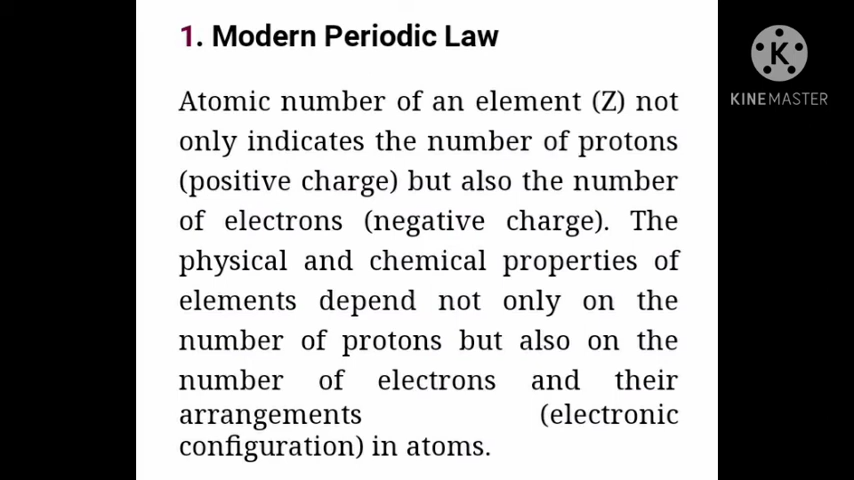 1. Modern Periodic Law
Atomic number of an element (Z) not
only indicates the number of protons
(positive charge) but also the number
of electrons (negative charge). The
physical and chemical properties of
elements depend not only on the
number of protons but also on the
number of electrons and their
arrangements (electronic
configuration) in atoms.
K
KINEMASTER